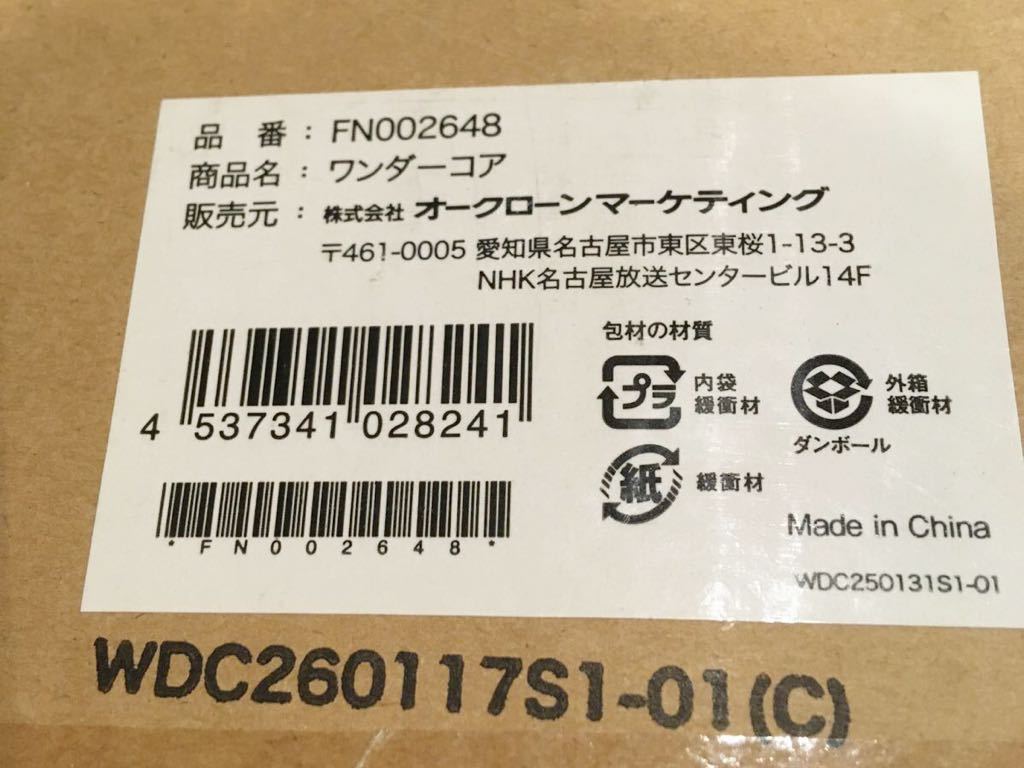 品 番 : FN002648
商品名 : ワンダーコア
販売元 : 株式会社 オークローンマーケティング
〒461-0005 愛知県名古屋市東区東桜1-13-3
NHK名古屋放送センタービル14F
4 537341 028241
*FN002648*
包材の材質
プラ 内袋
緩衝材
外箱
緩衝材
ダンボール
紙 緩衝材
Made in China
WDC250131S1-01
WDC260117S1-01(C)